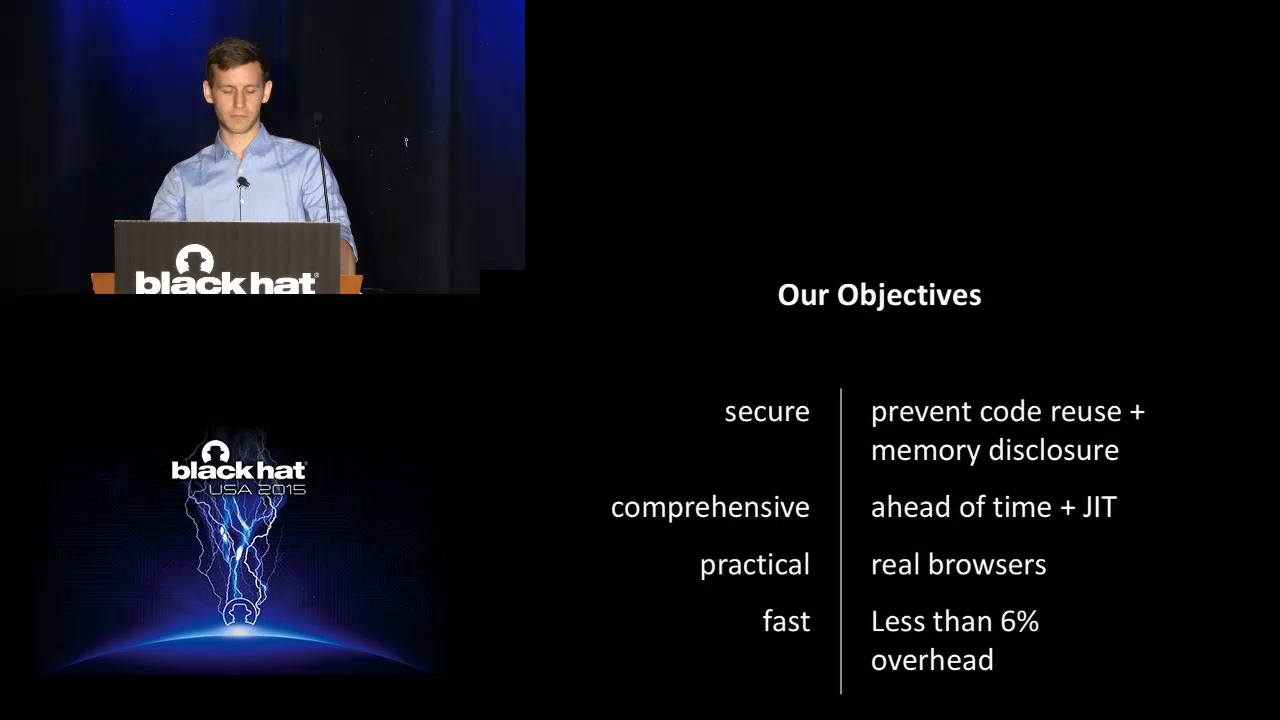 black hat
Our Objectives
secure
prevent code reuse +
memory disclosure
comprehensive
ahead of time + JIT
practical
real browsers
fast
Less than 6%
overhead
black hat
USA 2015